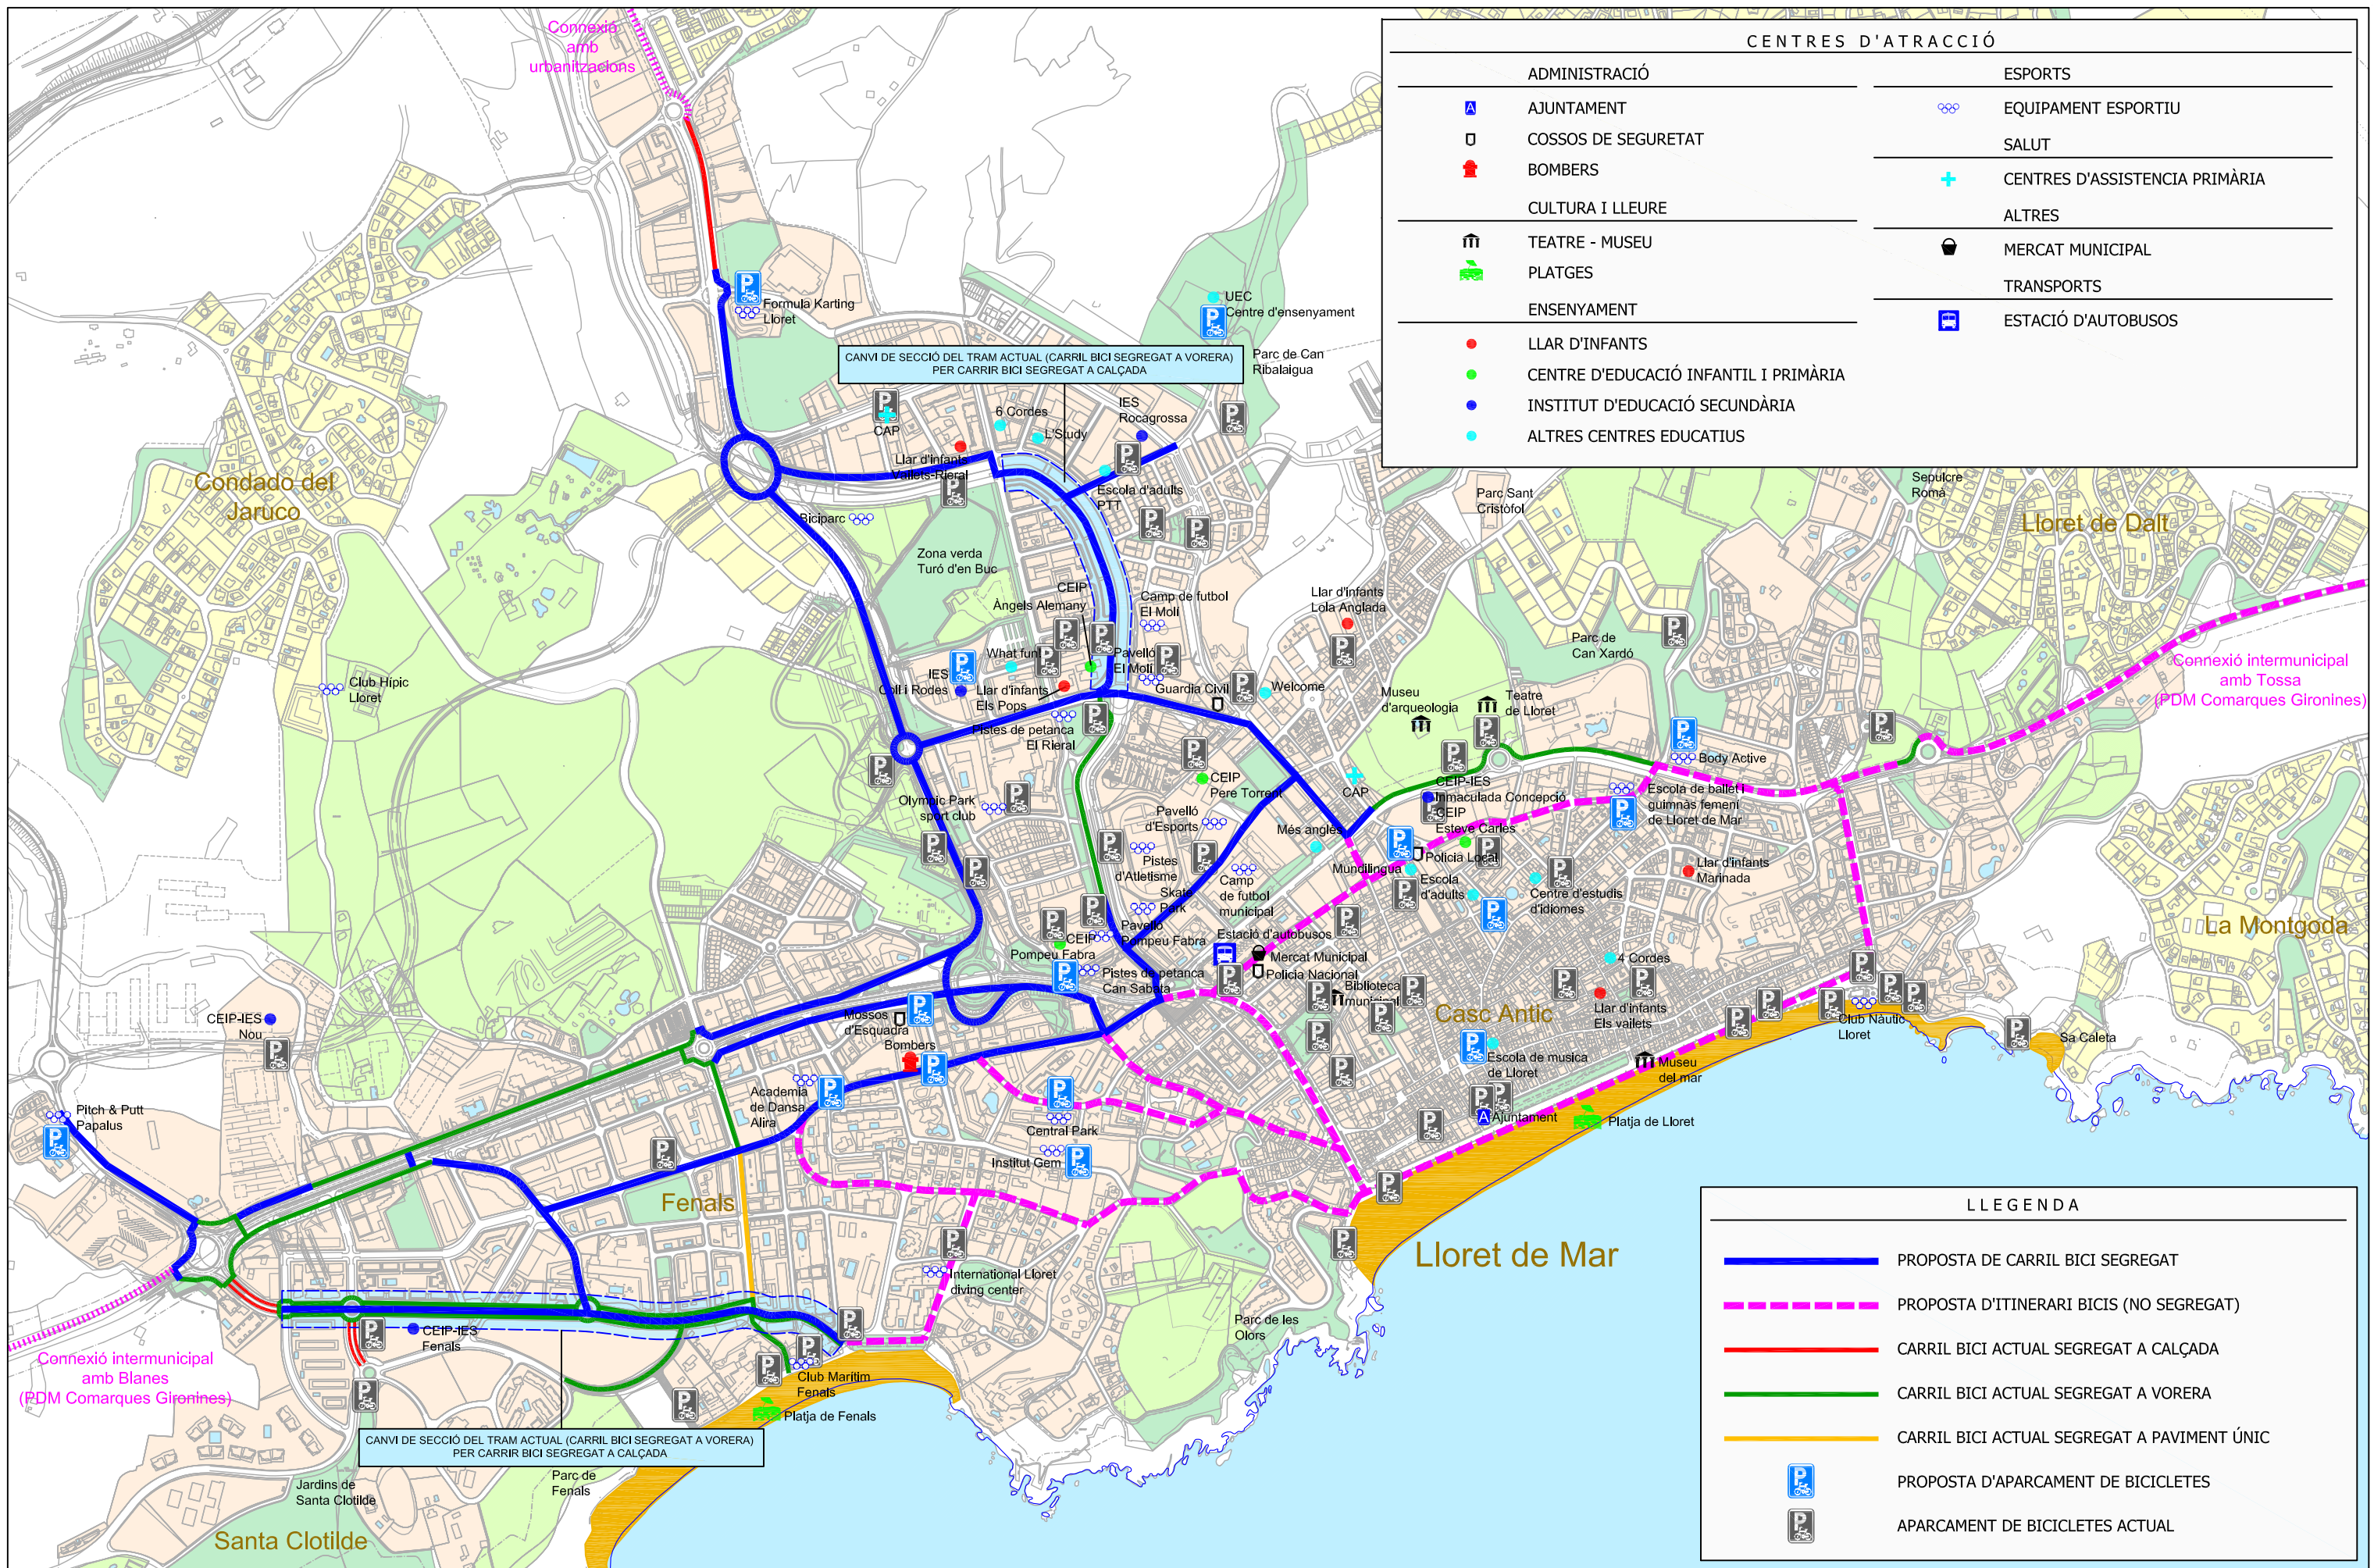 Connexió
amb
urbanitzacions
CENTRES D'ATRACCIÓ
ADMINISTRACIÓ
AJUNTAMENT
COSSOS DE SEGURETAT
BOMBERS
CULTURA I LLEURE
TEATRE - MUSEU
PLATGES
ENSENYAMENT
LLAR D'INFANTS
CENTRE D'EDUCACIÓ INFANTIL I PRIMÀRIA
INSTITUT D'EDUCACIÓ SECUNDÀRIA
ALTRES CENTRES EDUCATIUS
ESPORTS
EQUIPAMENT ESPORTIU
SALUT
CENTRES D'ASSISTENCIA PRIMÀRIA
ALTRES
MERCAT MUNICIPAL
TRANSPORTS
ESTACIÓ D'AUTOBUSOS
Formula Karting
Lloret
UEC
Centre d'ensenyament
Parc de Can
Ribalaigua
CANVI DE SECCIÓ DEL TRAM ACTUAL (CARRIL BICI SEGREGAT A VORERA)
PER CARRIR BICI SEGREGAT A CALÇADA
CAP
6 Cordes
L'Study
IES
Rocagrossa
Llar d'infants
Vailets-Rieral
Escola d'adults
PTT
Condado del
Jaruco
Biciparc
Zona verda
Turó d'en Buc
Parc Sant
Cristòfol
Sepulcre
Romà
Lloret de Dalt
CEIP
Àngels Alemany
Camp de futbol
El Molí
Llar d'infants
Lola Anglada
What fun!
Pavelló
El Molí
IES
Coll i Rodes
Llar d'infants
Els Pops
Guardia Civil
Welcome
Parc de
Can Xardó
Club Hípic
Lloret
Museu
d'arqueologia
Teatre
de Lloret
Connexió intermunicipal
amb Tossa
(PDM Comarques Gironines)
Pistes de petanca
El Rieral
Body Active
CEIP
Pere Torrent
CAP
CEIP-IES
Immaculada Concepció
CEIP
Esteve Carles
Escola de ballet i
guimnàs femení
de Lloret de Mar
Olympic Park
sport club
Pavelló
d'Esports
Més anglès
Pistes
d'Atletisme
Skate
Park
Camp
de futbol
municipal
Mundilingua
Policia Local
Escola
d'adults
Centre d'estudis
d'idiomes
Llar d'infants
Marinada
La Montgoda
CEIP
Pompeu Fabra
Pavelló
Pompeu Fabra
Estació d'autobusos
Mercat Municipal
Policia Nacional
Pistes de petanca
Can Sabata
Biblioteca
municipal
4 Cordes
Casc Antic
Llar d'infants
Els vailets
Club Nàutic
Lloret
Sa Caleta
CEIP-IES
Nou
Mossos
d'Esquadra
Bombers
Escola de musica
de Lloret
Museu
del mar
Academia
de Dansa
Alira
Pitch & Putt
Papalus
Central Park
Ajuntament
Platja de Lloret
Institut Gem
Fenals
Lloret de Mar
International Lloret
diving center
Parc de les
Olors
CEIP-IES
Fenals
Connexió intermunicipal
amb Blanes
(PDM Comarques Gironines)
Club Marítim
Fenals
Platja de Fenals
CANVI DE SECCIÓ DEL TRAM ACTUAL (CARRIL BICI SEGREGAT A VORERA)
PER CARRIR BICI SEGREGAT A CALÇADA
Parc de
Fenals
Jardins de
Santa Clotilde
Santa Clotilde
LLEGENDA
PROPOSTA DE CARRIL BICI SEGREGAT
PROPOSTA D'ITINERARI BICIS (NO SEGREGAT)
CARRIL BICI ACTUAL SEGREGAT A CALÇADA
CARRIL BICI ACTUAL SEGREGAT A VORERA
CARRIL BICI ACTUAL SEGREGAT A PAVIMENT ÚNIC
PROPOSTA D'APARCAMENT DE BICICLETES
APARCAMENT DE BICICLETES ACTUAL